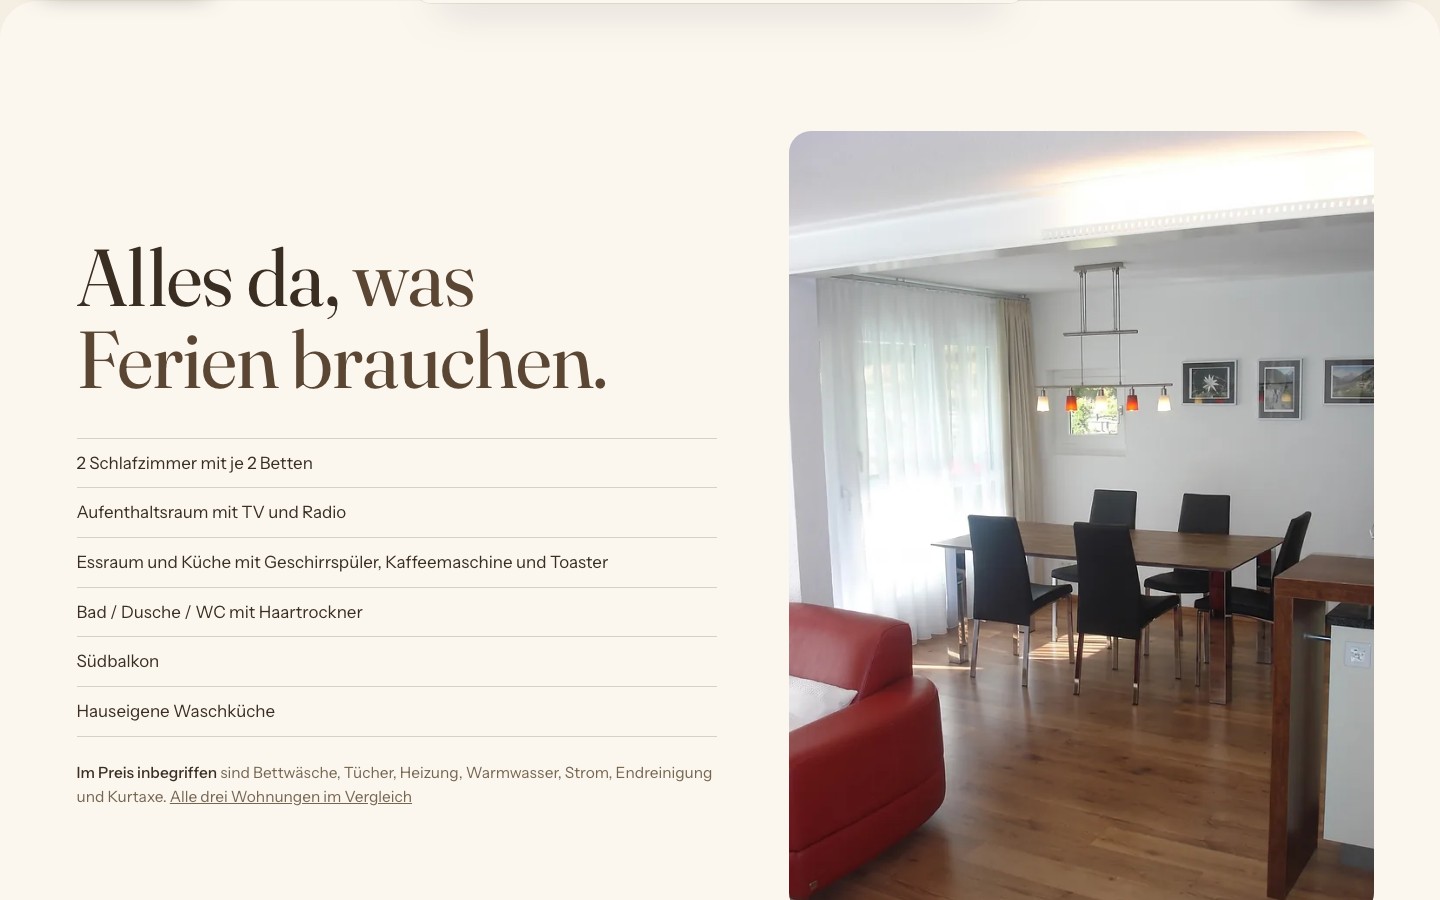 Alles da, was
Ferien brauchen.
2 Schlafzimmer mit je 2 Betten
Aufenthaltsraum mit TV und Radio
Essraum und Küche mit Geschirrspüler, Kaffeemaschine und Toaster
Bad / Dusche / WC mit Haartrockner
Südbalkon
Hauseigene Waschküche
Im Preis inbegriffen sind Bettwäsche, Tücher, Heizung, Warmwasser, Strom, Endreinigung
und Kurtaxe. Alle drei Wohnungen im Vergleich